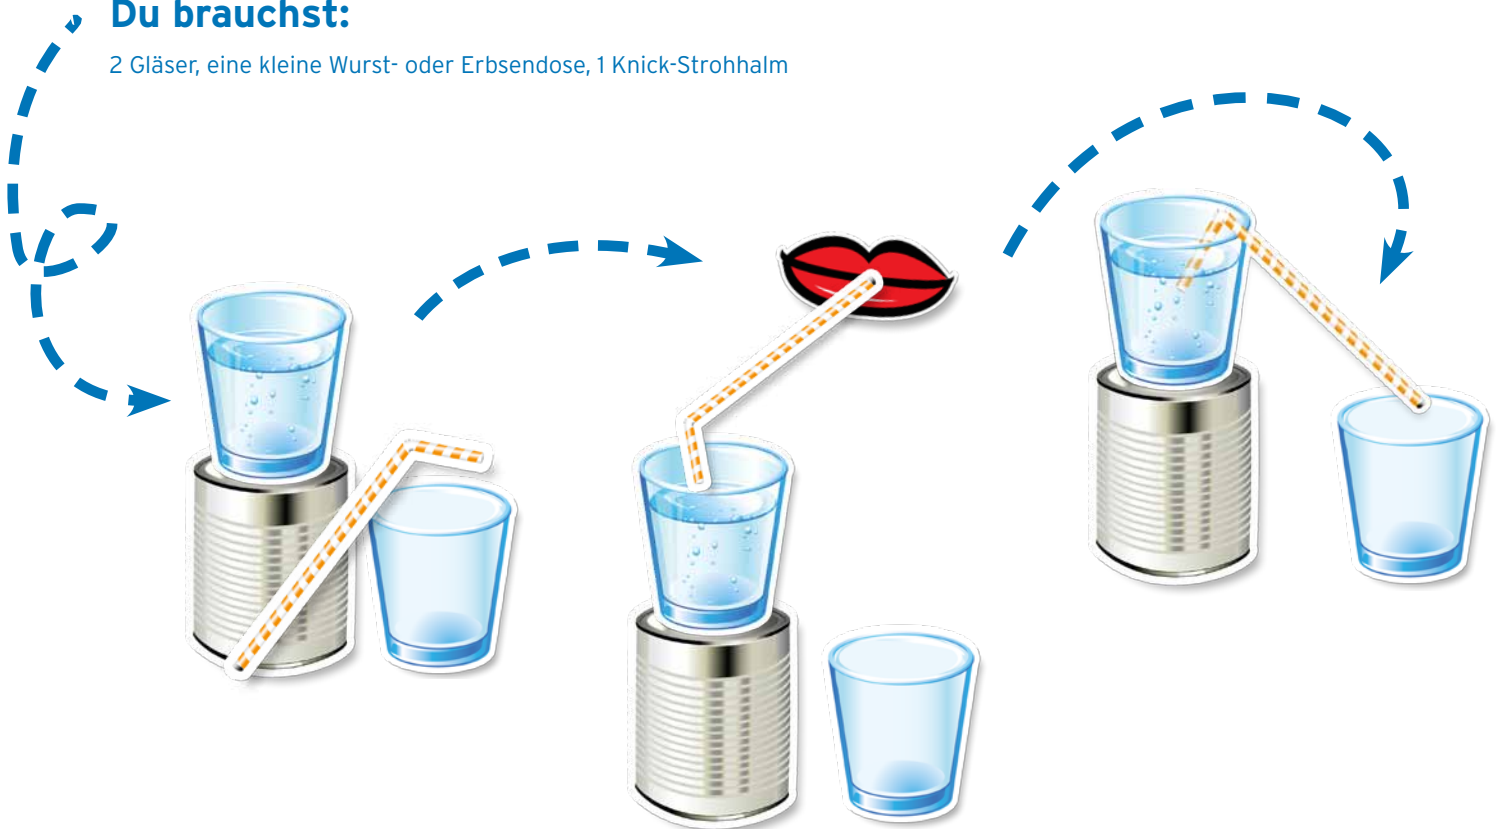 Du brauchst:
2 Gläser, eine kleine Wurst- oder Erbsendose, 1 Knick-Strohhalm